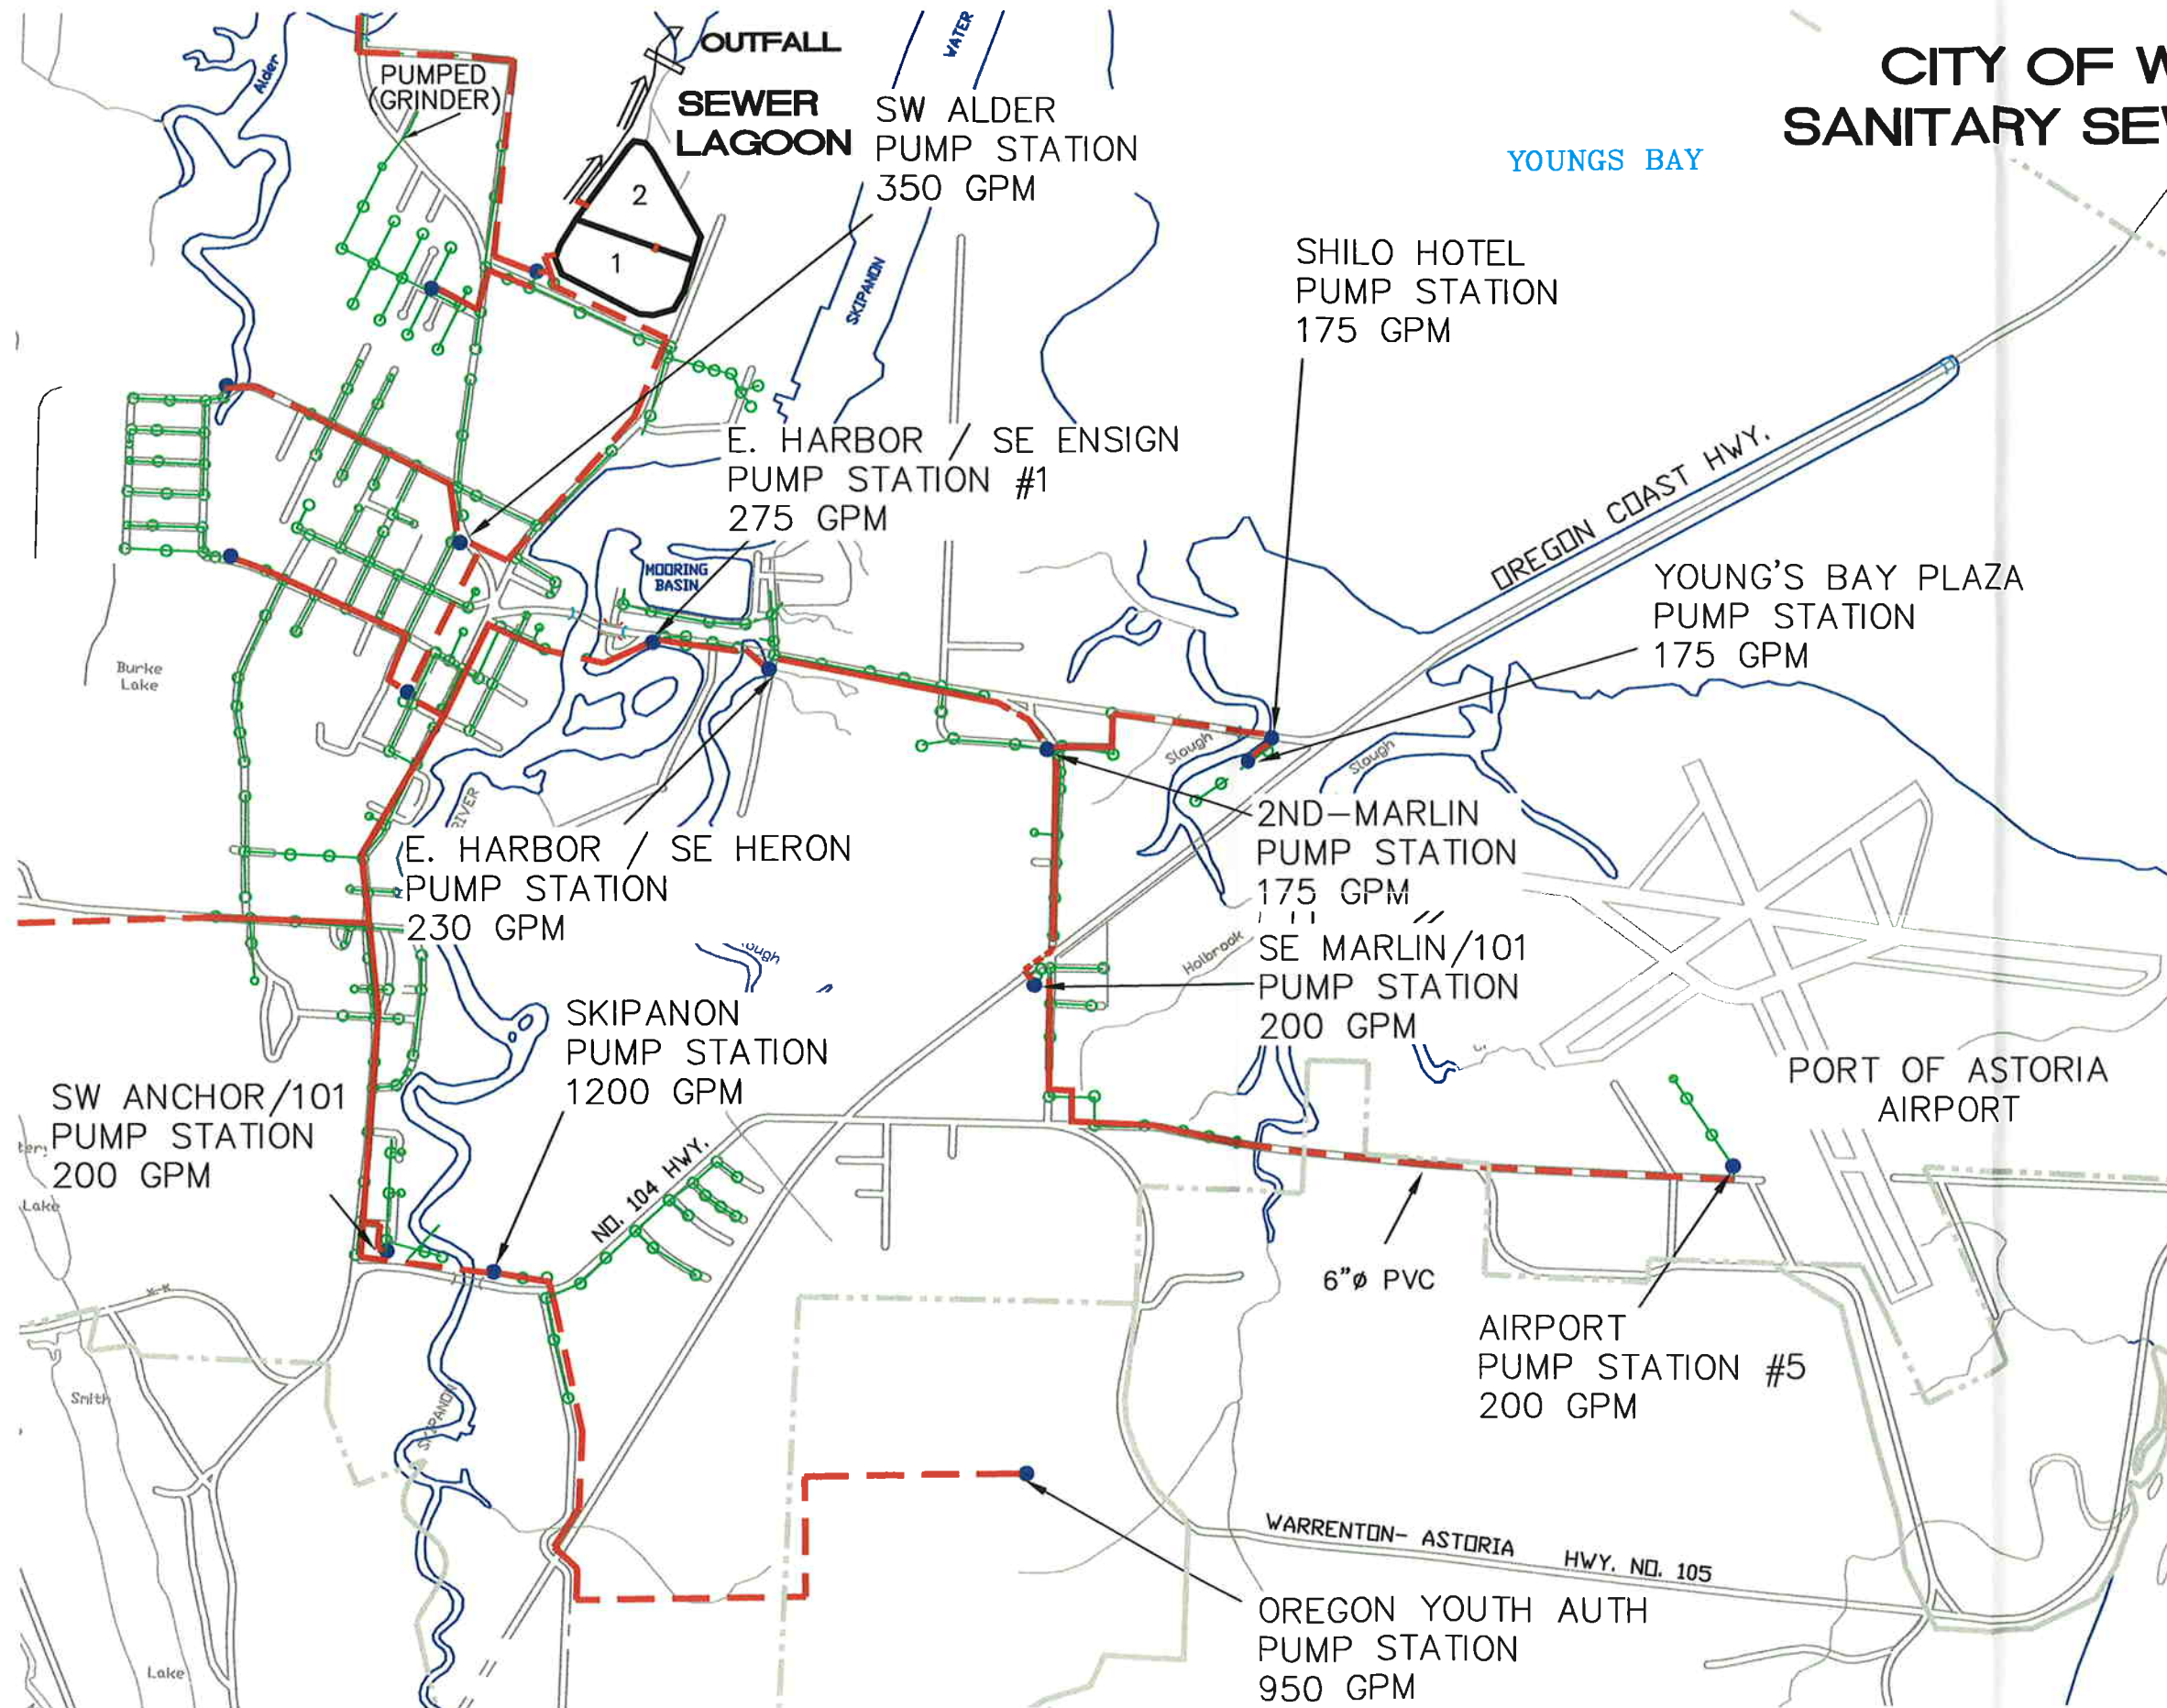 CITY OF W
SANITARY SEW
OUTFALL
SEWER
LAGOON
PUMPED
(GRINDER)
Alder
WATER
SW ALDER
PUMP STATION
350 GPM
YOUNGS BAY
2
1
SKIPANON
SHILO HOTEL
PUMP STATION
175 GPM
E. HARBOR / SE ENSIGN
PUMP STATION #1
275 GPM
OREGON COAST HWY.
MOORING
BASIN
YOUNG'S BAY PLAZA
PUMP STATION
175 GPM
Burke
Lake
Slough
Slough
RIVER
2ND-MARLIN
PUMP STATION
175 GPM
E. HARBOR / SE HERON
PUMP STATION
230 GPM
Holbrook
SE MARLIN/101
PUMP STATION
200 GPM
ough
SKIPANON
PUMP STATION
1200 GPM
PORT OF ASTORIA
AIRPORT
SW ANCHOR/101
PUMP STATION
200 GPM
Lake
NO. 104 HWY.
6"ø PVC
AIRPORT
PUMP STATION #5
200 GPM
Smith
SKIPANON
WARRENTON- ASTORIA HWY. NO. 105
OREGON YOUTH AUTH
PUMP STATION
950 GPM
Lake